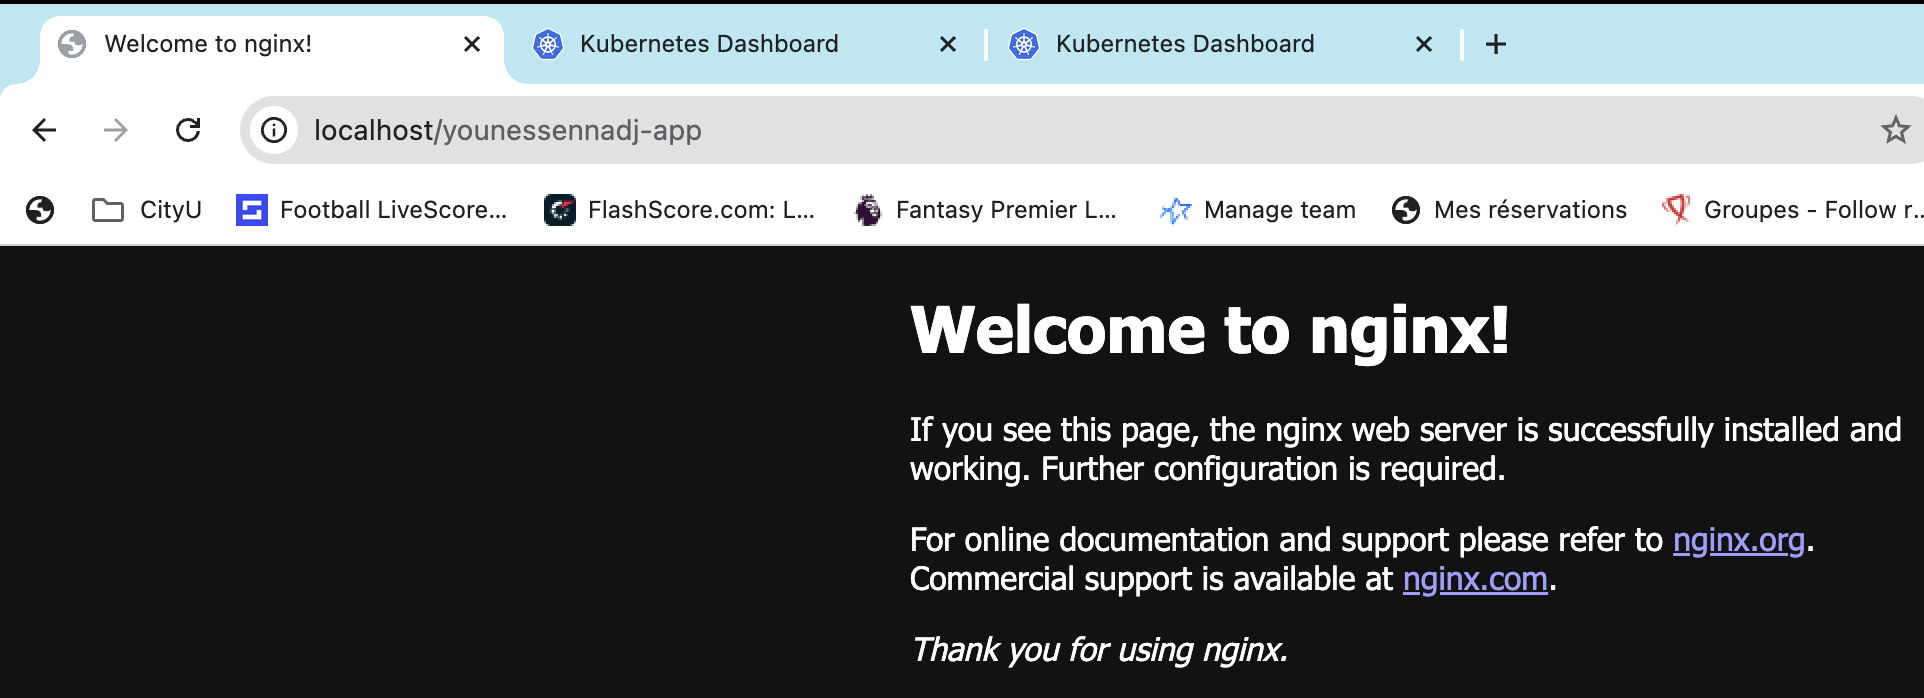 Welcome to nginx!
Kubernetes Dashboard
Kubernetes Dashboard
localhost/younessennadj-app
CityU
Football LiveScore...
FlashScore.com: L...
Fantasy Premier L...
Manage team
Mes réservations
Groupes - Follow r...
Welcome to nginx!
If you see this page, the nginx web server is successfully installed and
working. Further configuration is required.
For online documentation and support please refer to nginx.org.
Commercial support is available at nginx.com.
Thank you for using nginx.